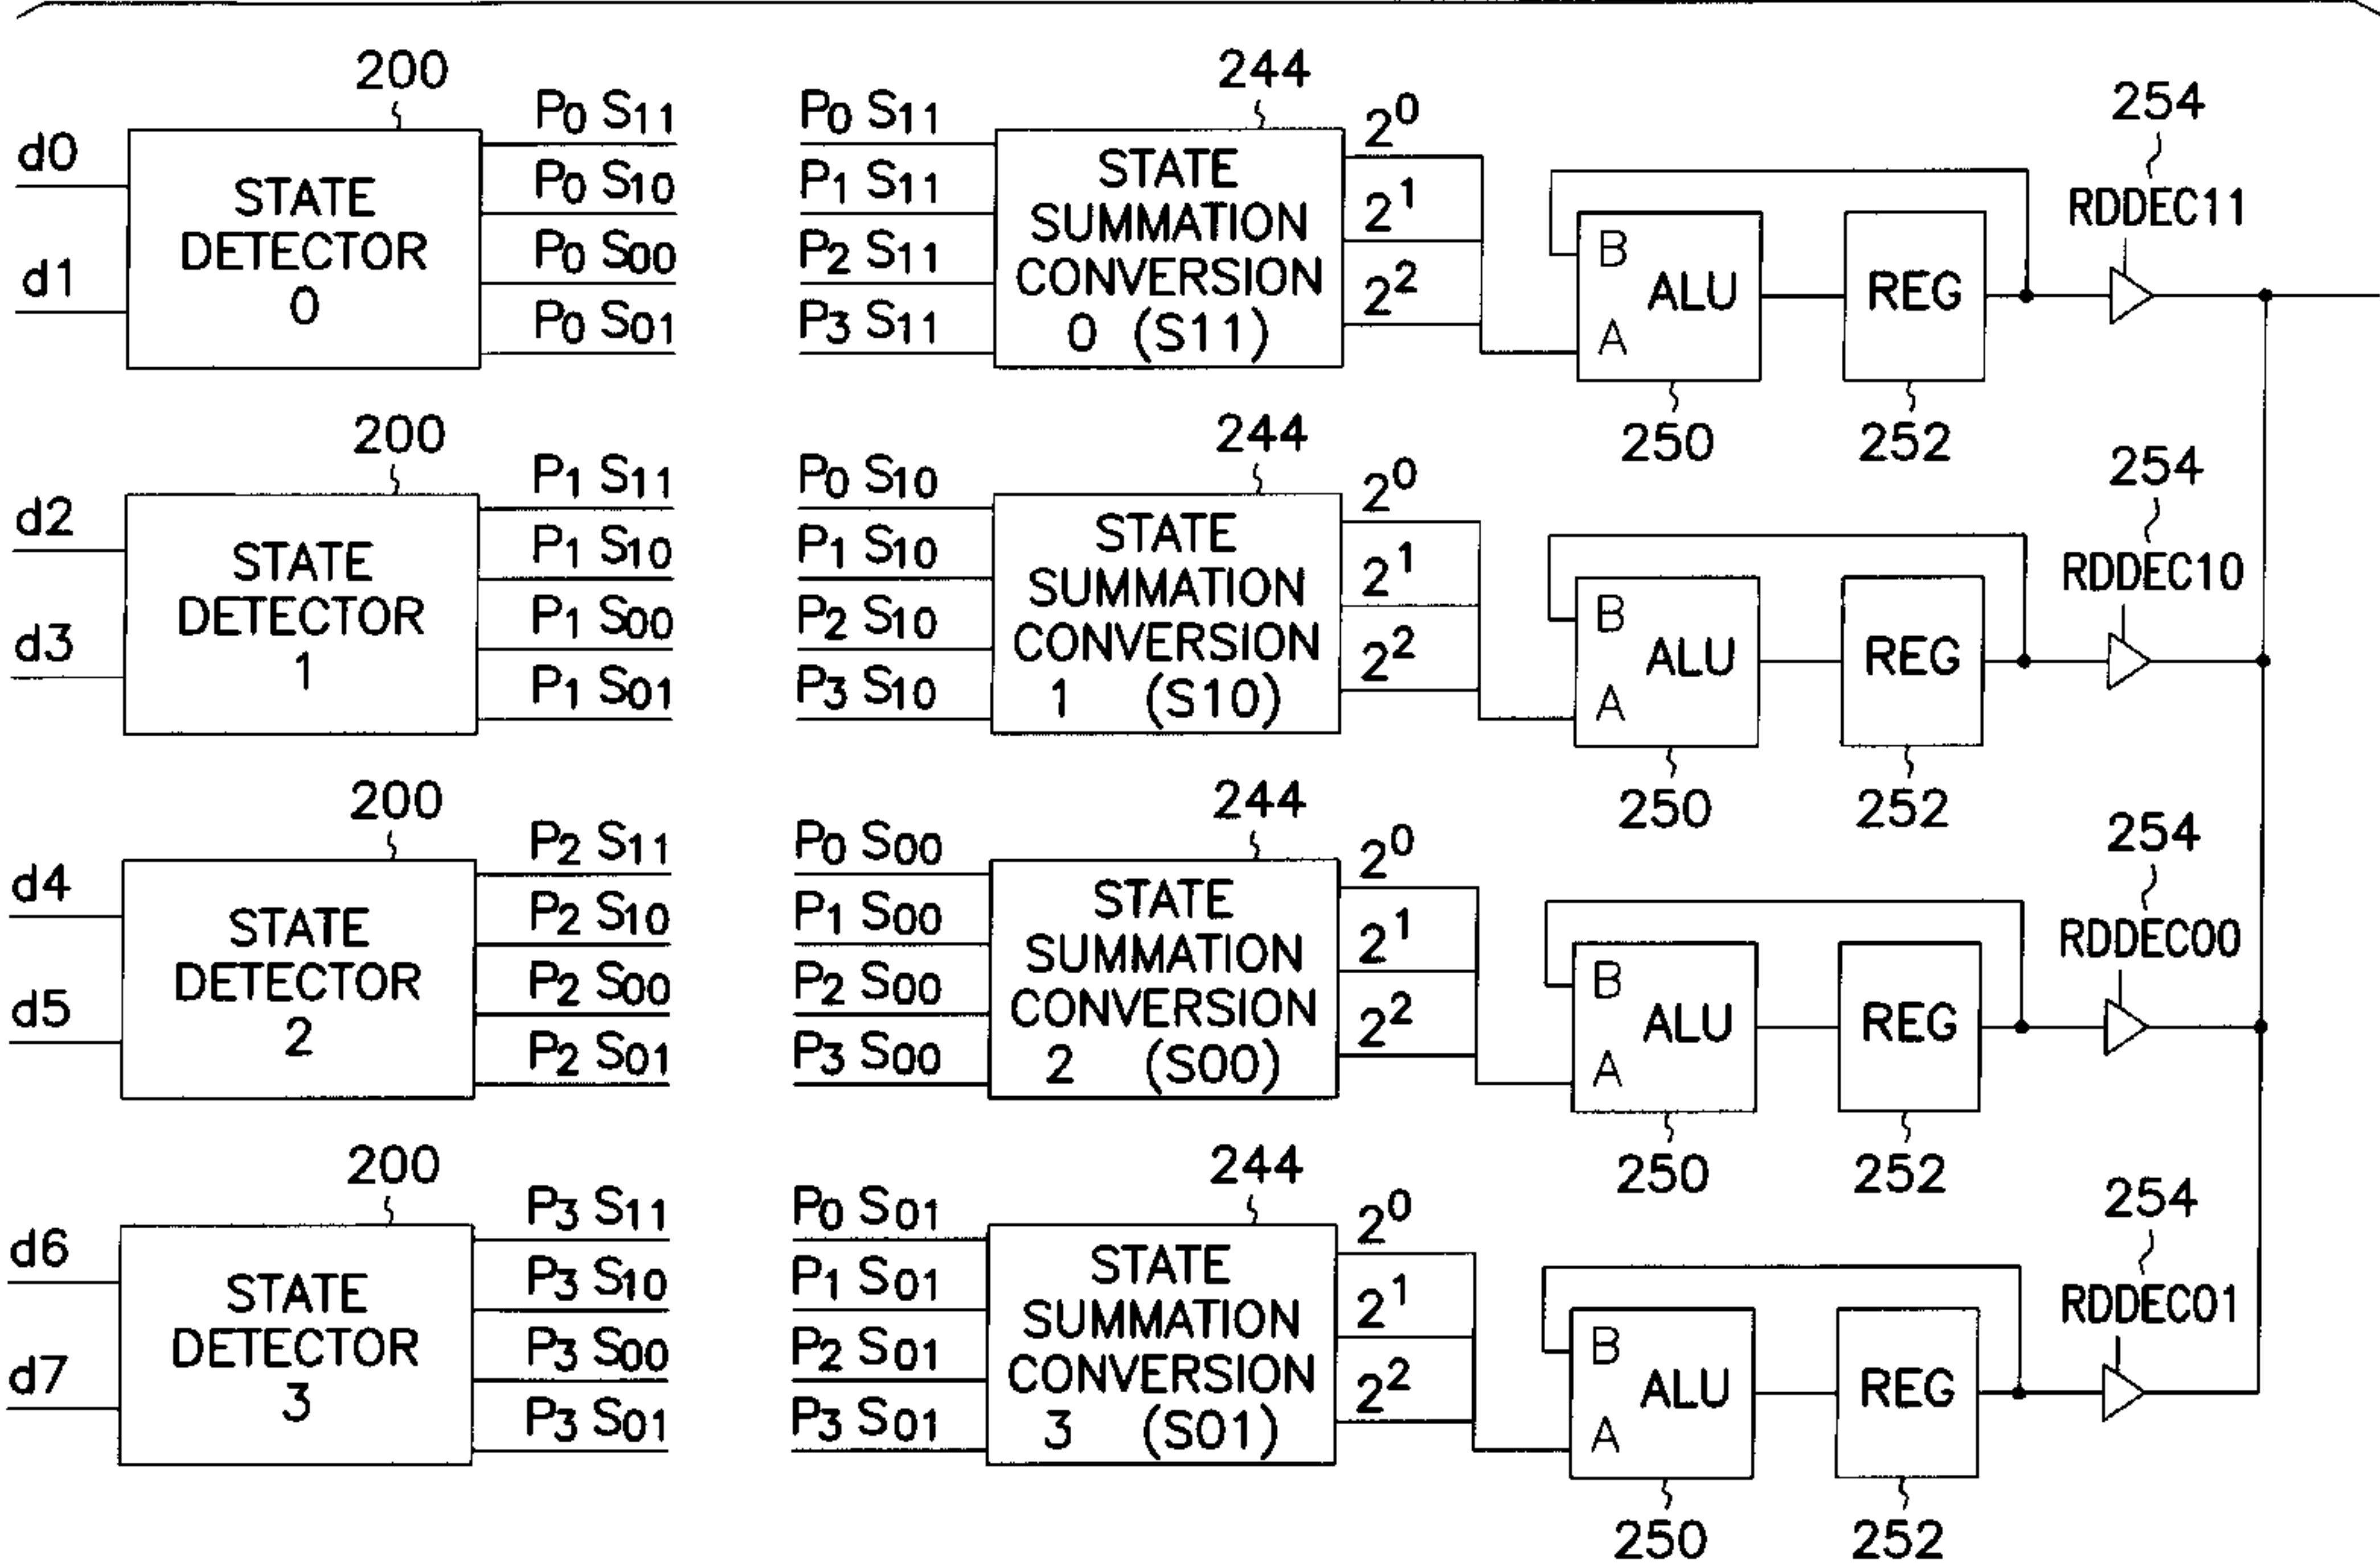 200
d0
d1
STATE
DETECTOR
0
P0 S11
P0 S10
P0 S00
P0 S01
P0 S11
P1 S11
P2 S11
P3 S11
244
STATE
SUMMATION
CONVERSION
0 (S11)
2^0
2^1
2^2
B
A
ALU
250
REG
252
254
RDDEC11
200
d2
d3
STATE
DETECTOR
1
P1 S11
P1 S10
P1 S00
P1 S01
P0 S10
P1 S10
P2 S10
P3 S10
244
STATE
SUMMATION
CONVERSION
1 (S10)
2^0
2^1
2^2
B
A
ALU
250
REG
252
254
RDDEC10
200
d4
d5
STATE
DETECTOR
2
P2 S11
P2 S10
P2 S00
P2 S01
P0 S00
P1 S00
P2 S00
P3 S00
244
STATE
SUMMATION
CONVERSION
2 (S00)
2^0
2^1
2^2
B
A
ALU
250
REG
252
254
RDDEC00
200
d6
d7
STATE
DETECTOR
3
P3 S11
P3 S10
P3 S00
P3 S01
P0 S01
P1 S01
P2 S01
P3 S01
244
STATE
SUMMATION
CONVERSION
3 (S01)
2^0
2^1
2^2
B
A
ALU
250
REG
252
254
RDDEC01